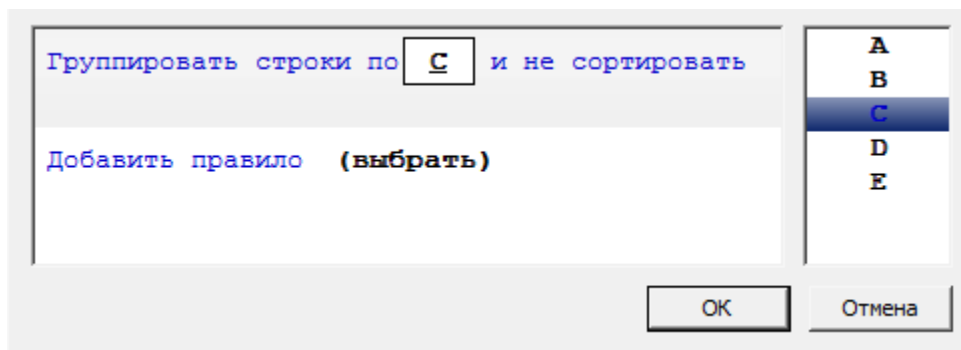 Группировать строки по C и не сортировать
Добавить правило (выбрать)
A
B
C
D
E
OK Отмена